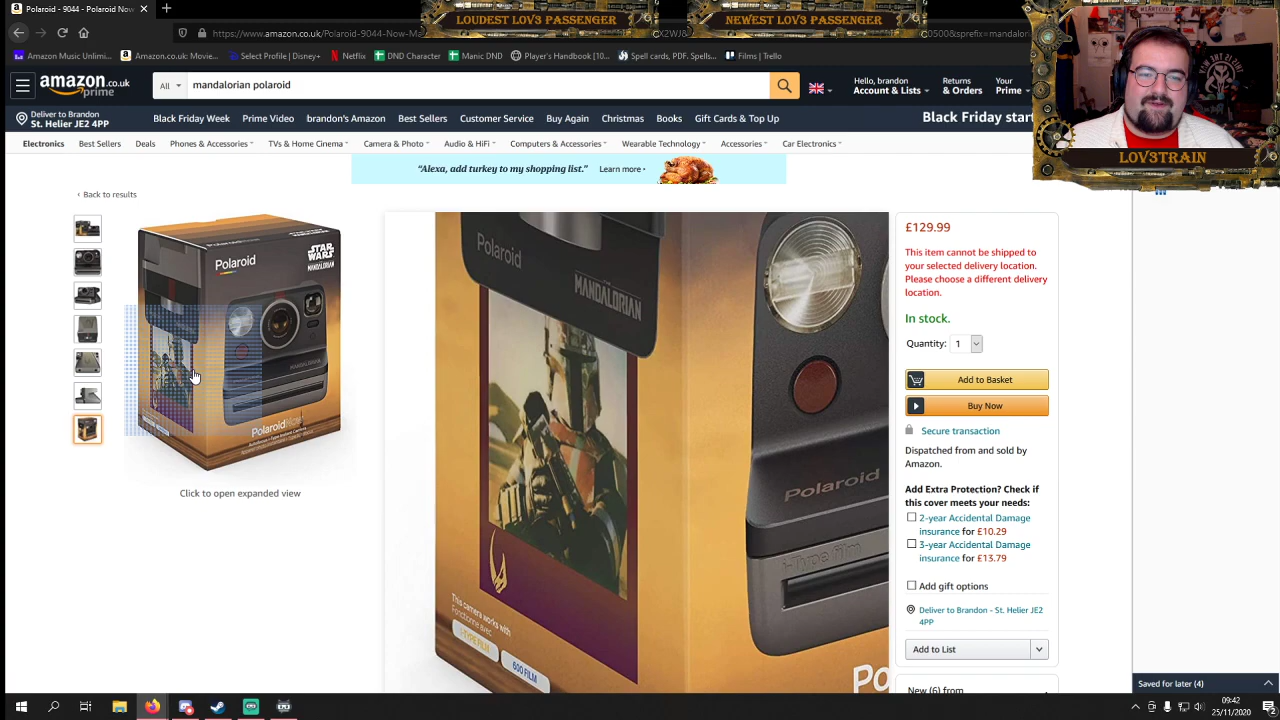 Polaroid - 9044 - Polaroid Now
LOUDEST LOV3 PASSENGER
NEWEST LOV3 PASSENGER
https://www.amazon.co.uk/Polaroid-9044-Now-Ma
Amazon Music Unlimi...
Amazon.co.uk: Movie...
Select Profile | Disney+
Netflix
DND Character
Manic DND
Player's Handbook [10...
Spell cards, PDF, Spells...
Films | Trello
amazon.co.uk
prime
All
mandalorian polaroid
Hello, brandon
Account & Lists
Returns
& Orders
Your
Prime
THIS IS THE WAY
LOV3TRAIN
Deliver to Brandon
St. Helier JE2 4PP
Black Friday Week
Prime Video
brandon's Amazon
Best Sellers
Customer Service
Buy Again
Christmas
Books
Gift Cards & Top Up
Black Friday star
Electronics
Best Sellers
Deals
Phones & Accessories
TVs & Home Cinema
Camera & Photo
Audio & HiFi
Computers & Accessories
Wearable Technology
Accessories
Car Electronics
"Alexa, add turkey to my shopping list."
Learn more
‹ Back to results
Polaroid
STAR WARS
MANDALORIAN
Click to open expanded view
Polaroid
MANDALORIAN
Polaroid
i-Type film
This camera works with
Fonctionne avec
i-TYPE FILM
600 FILM
Po
£129.99
This item cannot be shipped to
your selected delivery location.
Please choose a different delivery
location.
In stock.
Quantity: 1
Add to Basket
Buy Now
Secure transaction
Dispatched from and sold by
Amazon.
Add Extra Protection? Check if
this cover meets your needs:
2-year Accidental Damage
insurance for £10.29
3-year Accidental Damage
insurance for £13.79
Add gift options
Deliver to Brandon - St. Helier JE2
4PP
Add to List
New (6) from
Saved for later (4)
09:42
25/11/2020